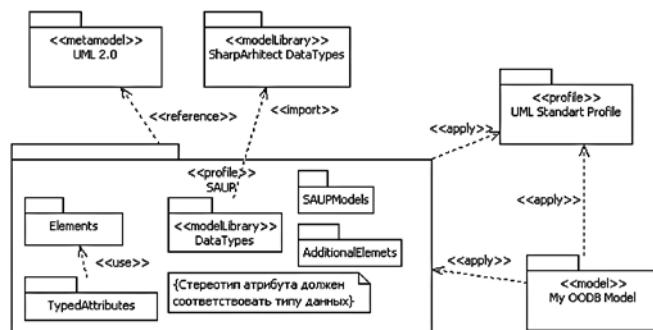 <<metamodel>>
UML 2.0
<<modelLibrary>>
SharpArhitect DataTypes
<<reference>>
<<import>>
<<profile>>
UML Standart Profile
<<apply>>
<<profile>>
SAUP
SAUPModels
Elements
<<modelLibrary>>
DataTypes
<<apply>>
AdditionalElemets
<<use>>
<<apply>>
TypedAttributes
{Стереотип атрибута должен
соответствовать типу данных}
<<model>>
My OODB Model